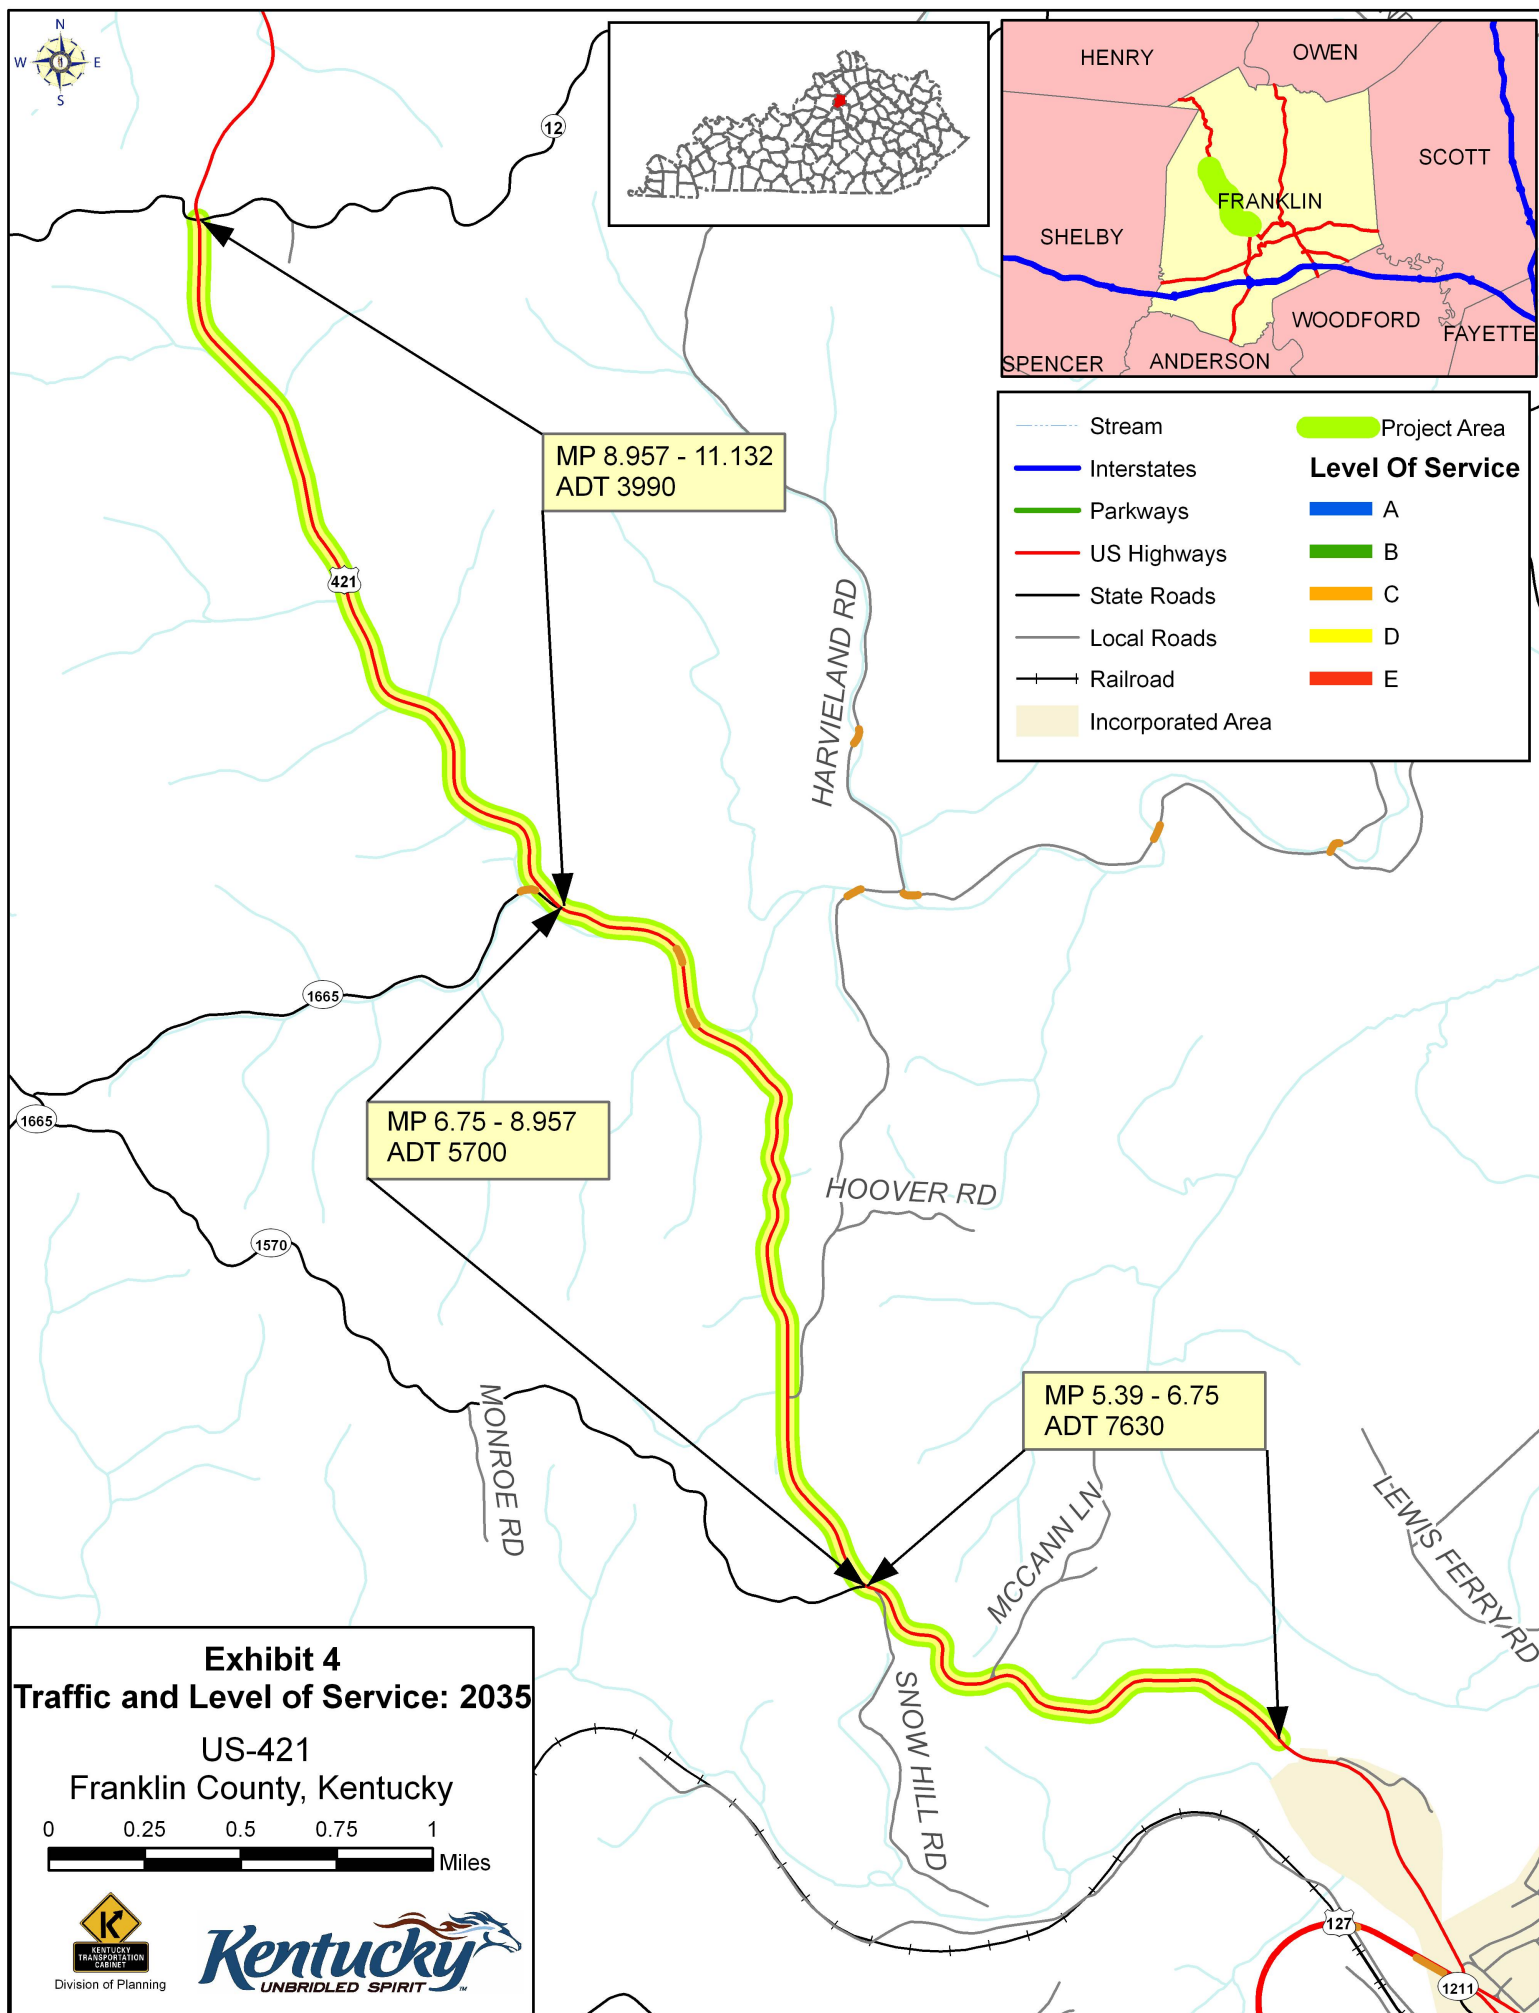 N
W
E
S
12
HENRY
OWEN
SCOTT
FRANKLIN
SHELBY
WOODFORD
FAYETTE
SPENCER
ANDERSON
Stream
Interstates
Parkways
US Highways
State Roads
Local Roads
Railroad
Incorporated Area
Project Area
Level Of Service
A
B
C
D
E
MP 8.957 - 11.132
ADT 3990
421
HARVIELAND RD
1665
1665
MP 6.75 - 8.957
ADT 5700
HOOVER RD
1570
MONROE RD
MP 5.39 - 6.75
ADT 7630
MCCANN LN
LEWIS FERRY RD
SNOW HILL RD
127
1211
Exhibit 4
Traffic and Level of Service: 2035
US-421
Franklin County, Kentucky
0 0.25 0.5 0.75 1
Miles
KENTUCKY
TRANSPORTATION
CABINET
Division of Planning
Kentucky
UNBRIDLED SPIRIT
TM